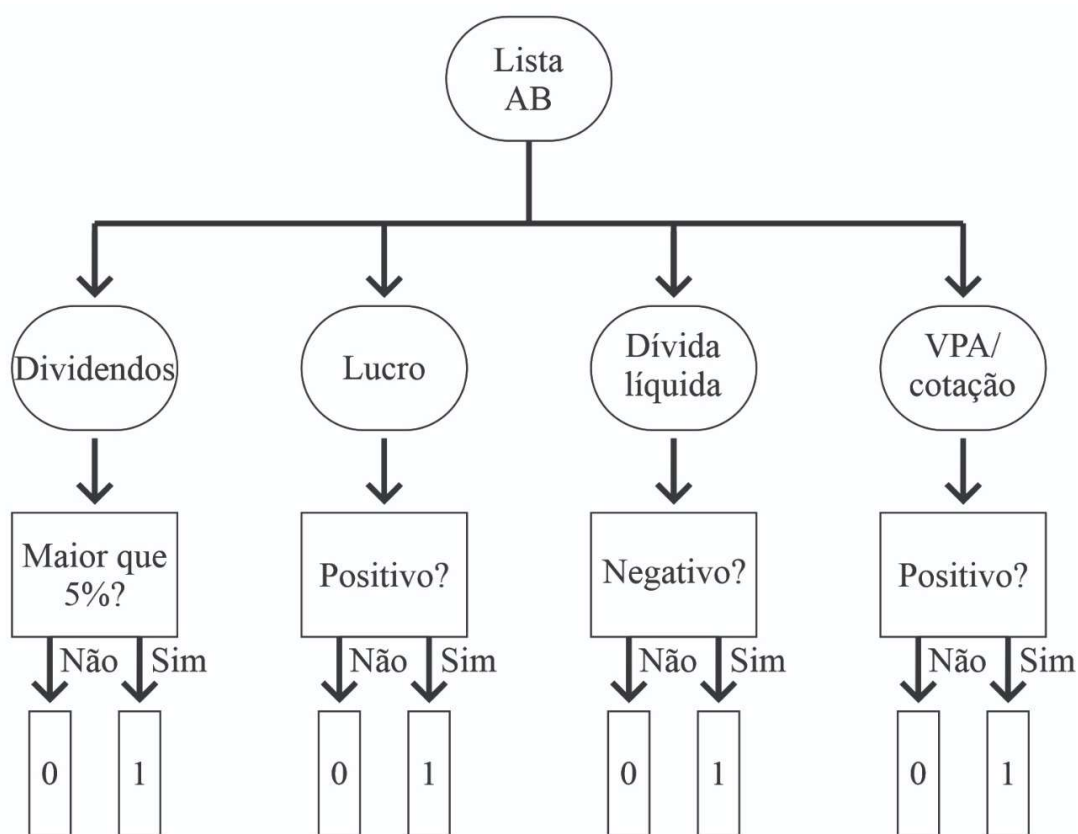 Lista
AB
Dividendos
Lucro
Dívida
líquida
VPA/
cotação
Maior que
5%?
Positivo?
Negativo?
Positivo?
Não Sim
Não Sim
Não Sim
Não Sim
0 1
0 1
0 1
0 1